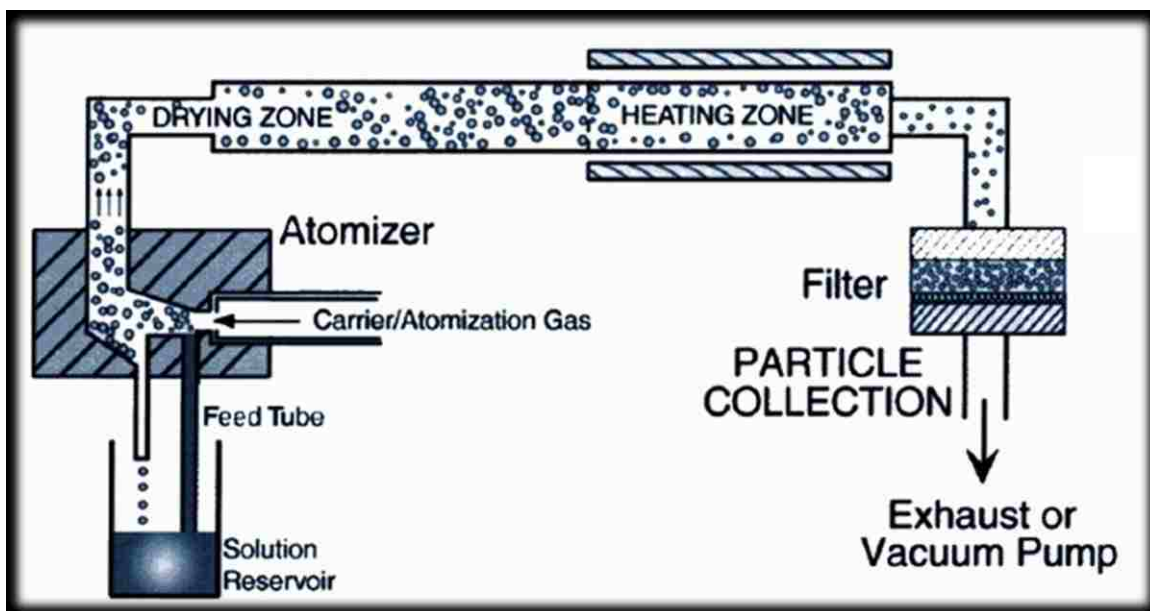 DRYING ZONE
HEATING ZONE
Atomizer
Carrier/Atomization Gas
Filter
PARTICLE
COLLECTION
Feed Tube
Exhaust or
Vacuum Pump
Solution
Reservoir